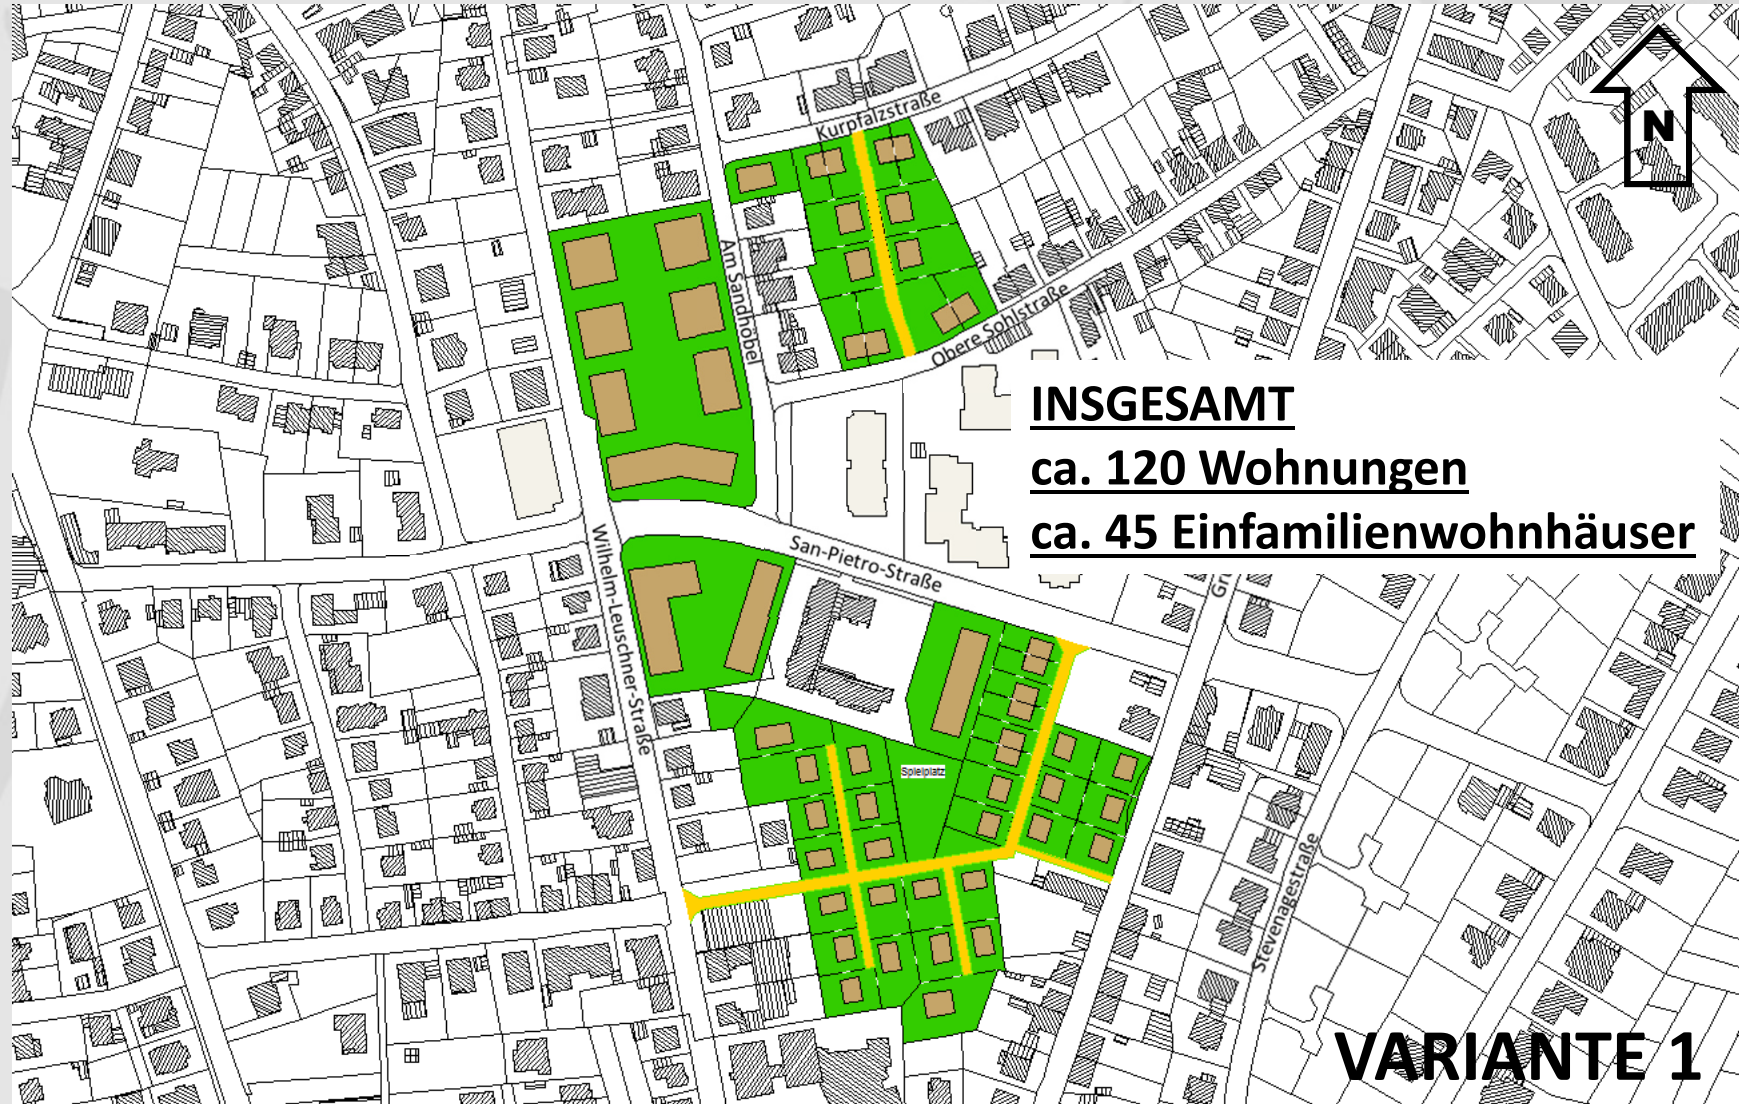 N
Kurpfalzstraße
Am Sandhöbel
Obere Sohlstraße
INSGESAMT
ca. 120 Wohnungen
ca. 45 Einfamilienwohnhäuser
San-Pietro-Straße
Wilhelm-Leuschner-Straße
Spielplatz
Stevenagestraße
VARIANTE 1